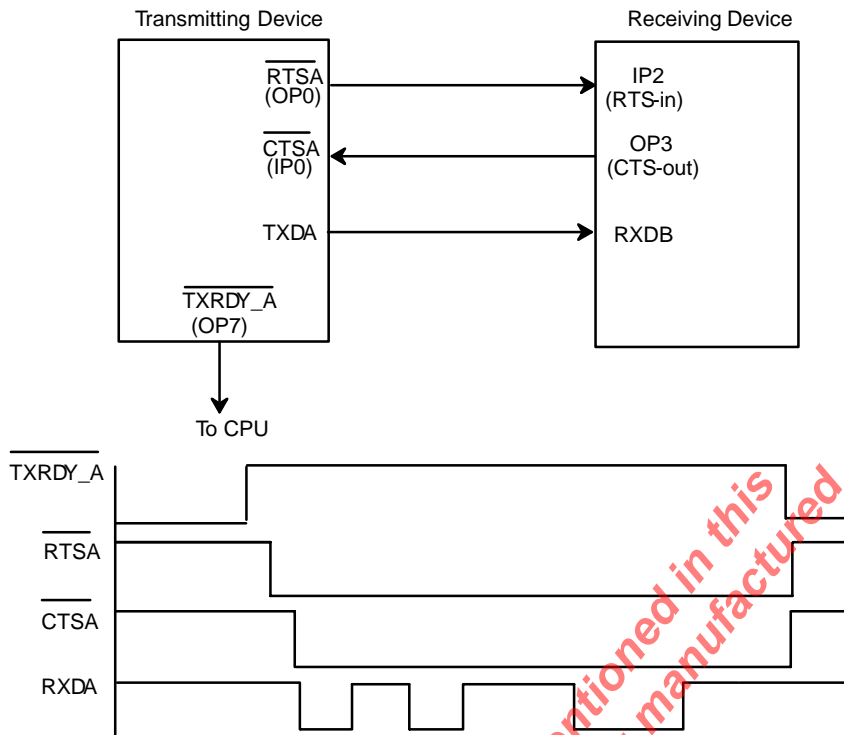 Transmitting Device
Receiving Device
RTSA
(OP0)
IP2
(RTS-in)
CTSA
(IP0)
OP3
(CTS-out)
TXDA
RXDB
TXRDY_A
(OP7)
To CPU
TXRDY_A
RTSA
CTSA
RXDA
mentioned in this
manufactured